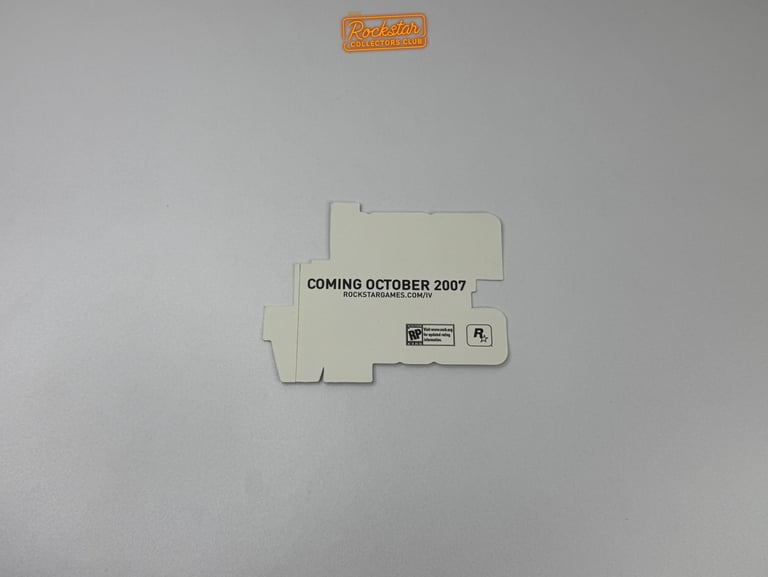 Rockstar
COLLECTORS CLUB
COMING OCTOBER 2007
ROCKSTARGAMES.COM/IV
RP
Visit www.esrb.org
for updated rating
information.
R